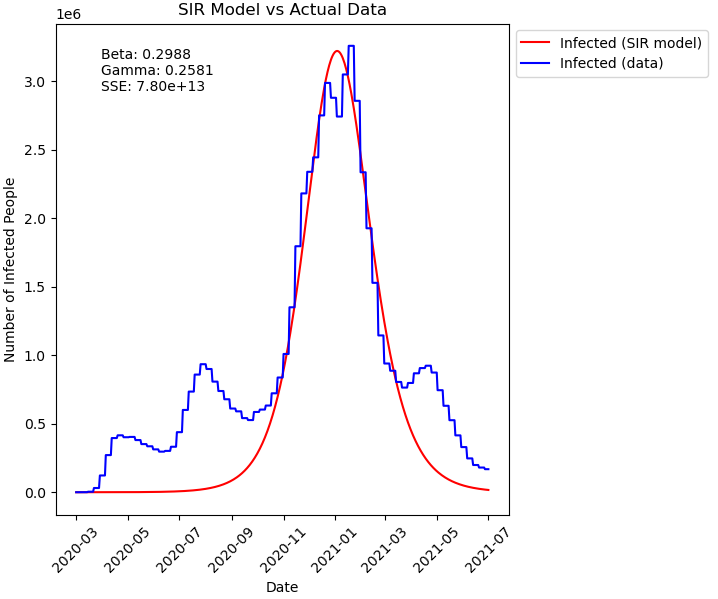 SIR Model vs Actual Data
1e6
Beta: 0.2988
Gamma: 0.2581
SSE: 7.80e+13
Infected (SIR model)
Infected (data)
Number of Infected People
3.0
2.5
2.0
1.5
1.0
0.5
0.0
2020-03
2020-05
2020-07
2020-09
2020-11
2021-01
2021-03
2021-05
2021-07
Date